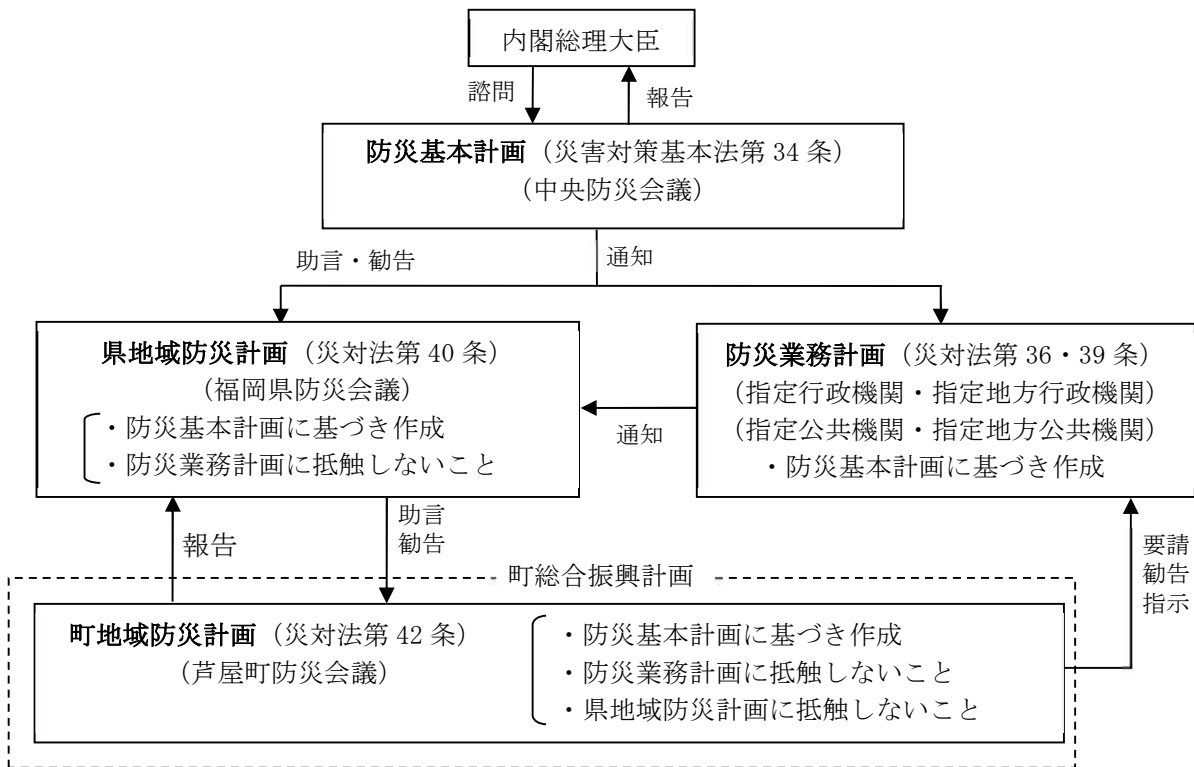 内閣総理大臣
諮問
報告
防災基本計画（災害対策基本法第 34 条）
（中央防災会議）
助言・勧告
通知
県地域防災計画（災対法第 40 条）
（福岡県防災会議）
・防災基本計画に基づき作成
・防災業務計画に抵触しないこと
通知
防災業務計画（災対法第 36・39 条）
（指定行政機関・指定地方行政機関）
（指定公共機関・指定地方公共機関）
・防災基本計画に基づき作成
報告
助言
勧告
要請
勧告
指示
町総合振興計画
町地域防災計画（災対法第 42 条）
（芦屋町防災会議）
・防災基本計画に基づき作成
・防災業務計画に抵触しないこと
・県地域防災計画に抵触しないこと